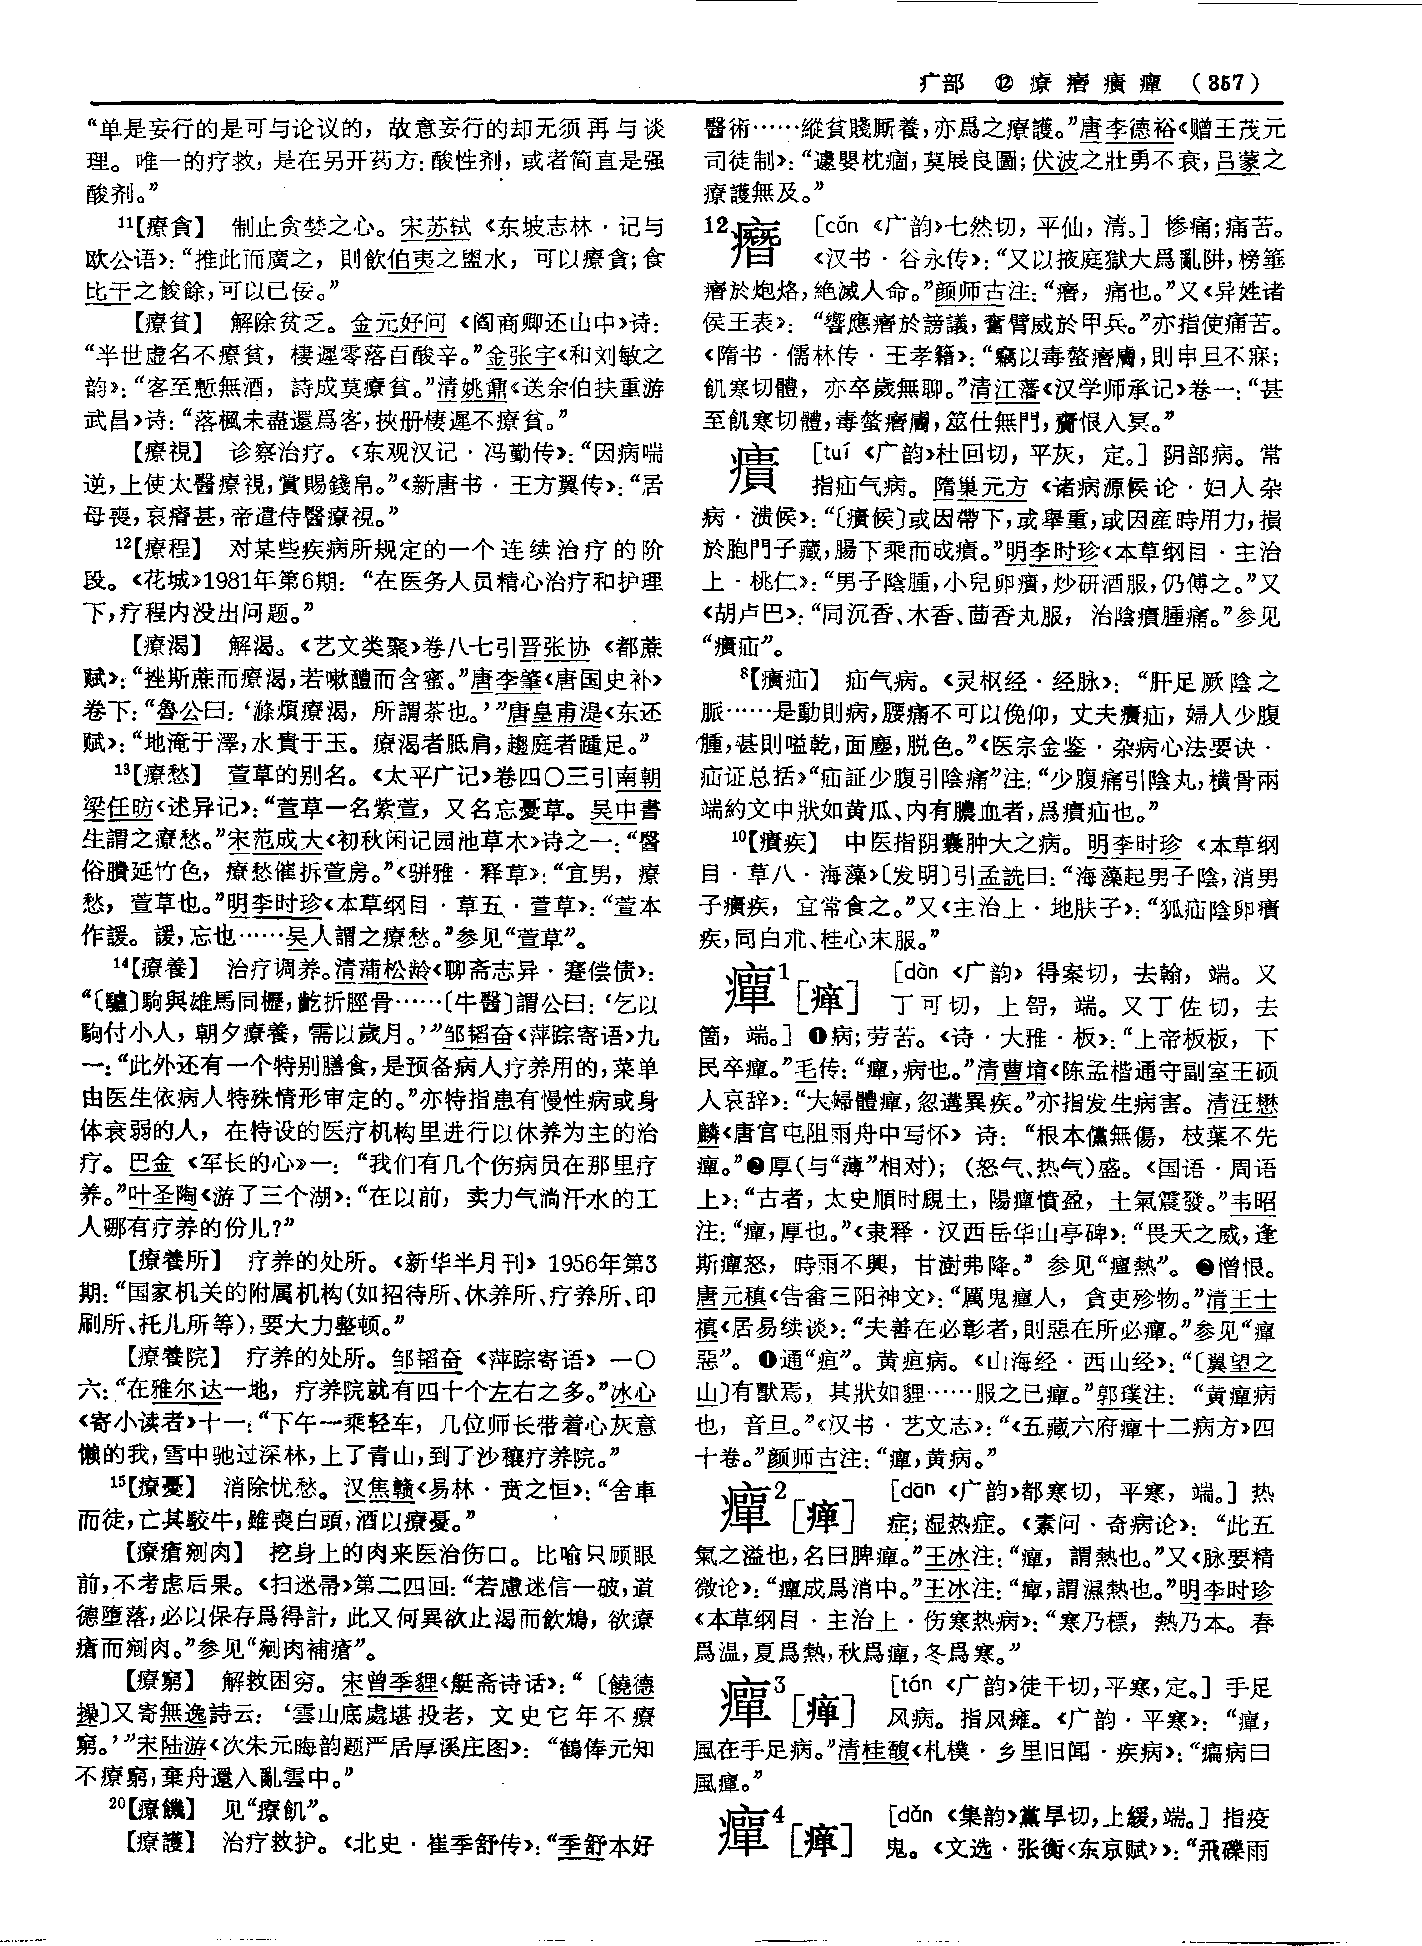 疒部 ⑫ 療 㿊 㿉 癉 (357)
“单是妄行的是可与论议的，故意妄行的却无须再与谈
理。唯一的疗救，是在另开药方：酸性剂，或者简直是强
酸剂。”
11【療貪】 制止贪婪之心。宋苏轼《东坡志林·记与
欧公语》：“推此而廣之，則飲伯夷之盥水，可以療貪；食
比干之餕餘，可以已佞。”
【療貧】 解除贫乏。金元好问《阎商卿还山中》诗：
“半世虚名不療貧，棲遲零落百酸辛。”金张宇《和刘敏之
韵》：“客至慙無酒，詩成莫療貧。”清姚鼐《送余伯扶重游
武昌》诗：“落楓未盡還爲客，挾册棲遲不療貧。”
【療視】 诊察治疗。《东观汉记·冯勤传》：“因病喘
逆，上使太醫療視，賞賜錢帛。”《新唐书·王方翼传》：“居
母喪，哀瘠甚，帝遣侍醫療視。”
12【療程】 对某些疾病所规定的一个连续治疗的阶
段。《花城》1981年第6期：“在医务人员精心治疗和护理
下，疗程内没出问题。”
【療渴】 解渴。《艺文类聚》卷八七引晋张协《都蔗
赋》：“挫斯蔗而療渴，若嗽醴而含蜜。”唐李肇《唐国史补》
卷下：“魯公曰：‘滌煩療渴，所謂茶也。’”唐皇甫湜《东还
赋》：“地淹于澤，水貴于玉。療渴者胝肩，趨庭者踵足。”
13【療愁】 萱草的别名。《太平广记》卷四〇三引南朝
梁任昉《述异记》：“萱草一名紫萱，又名忘憂草。吴中書
生謂之療愁。”宋范成大《初秋闲记园池草木》诗之一：“醫
俗賸延竹色，療愁催拆萱房。”《骈雅·释草》：“宜男，療
愁，萱草也。”明李时珍《本草纲目·草五·萱草》：“萱本
作諼。諼，忘也……吴人謂之療愁。”参见“萱草”。
14【療養】 治疗调养。清蒲松龄《聊斋志异·蹇偿债》：
“〔驢〕駒與雄馬同櫪，齕折脛骨……〔牛醫〕謂公曰：‘乞以
駒付小人，朝夕療養，需以歲月。’”邹韬奋《萍踪寄语》九
一：“此外还有一个特别膳食，是预备病人疗养用的，菜单
由医生依病人特殊情形审定的。”亦特指患有慢性病或身
体衰弱的人，在特设的医疗机构里进行以休养为主的治
疗。巴金《军长的心》一：“我们有几个伤病员在那里疗
养。”叶圣陶《游了三个湖》：“在以前，卖力气淌汗水的工
人哪有疗养的份儿？”
【療養所】 疗养的处所。《新华半月刊》1956年第3
期：“国家机关的附属机构（如招待所、休养所、疗养所、印
刷所、托儿所等），要大力整顿。”
【療養院】 疗养的处所。邹韬奋《萍踪寄语》一〇
六：“在雅尔达一地，疗养院就有四十个左右之多。”冰心
《寄小读者》十一：“下午一乘轻车，几位师长带着心灰意
懒的我，雪中驰过深林，上了青山，到了沙穰疗养院。”
15【療憂】 消除忧愁。汉焦赣《易林·贲之恒》：“舍車
而徒，亡其駮牛，雖喪白頭，酒以療憂。”
【療瘡剜肉】 挖身上的肉来医治伤口。比喻只顾眼
前，不考虑后果。《扫迷帚》第二四回：“若慮迷信一破，道
德墮落，必以保存爲得計，此又何異欲止渴而飲鴆，欲療
瘡而剜肉。”参见“剜肉補瘡”。
【療窮】 解救困穷。宋曾季貍《艇斋诗话》：“〔饒德
操〕又寄無逸詩云：‘雲山底處堪投老，文史它年不療
窮。’”宋陆游《次朱元晦韵题严居厚溪庄图》：“鶴俸元知
不療窮，棄舟還入亂雲中。”
20【療饑】 见“療飢”。
【療護】 治疗救护。《北史·崔季舒传》：“季舒本好
醫術……縱貧賤厮養，亦爲之療護。”唐李德裕《赠王茂元
司徒制》：“遽嬰枕痼，莫展良圖；伏波之壯勇不衰，吕蒙之
療護無及。”
12 㿊 [cǎn《广韵》七然切，平仙，清。] 惨痛；痛苦。
《汉书·谷永传》：“又以掖庭獄大爲亂阱，榜箠
㿊於炮烙，絶滅人命。”颜师古注：“㿊，痛也。”又《异姓诸
侯王表》：“響應㿊於謗議，奮臂威於甲兵。”亦指使痛苦。
《隋书·儒林传·王孝籍》：“竊以毒螫㿊膚，則申旦不寐；
飢寒切體，亦卒歲無聊。”清江藩《汉学师承记》卷一：“甚
至飢寒切體，毒螫㿊膚，筮仕無門，齎恨入冥。”
㿉 [tuí《广韵》杜回切，平灰，定。] 阴部病。常
指疝气病。隋巢元方《诸病源候论·妇人杂
病·㿉候》：“〔㿉候〕或因帶下，或舉重，或因産時用力，損
於胞門子藏，腸下乘而成㿉。”明李时珍《本草纲目·主治
上·桃仁》：“男子陰腫，小兒卵㿉，炒研酒服，仍傅之。”又
《胡卢巴》：“同沉香、木香、茴香丸服，治陰㿉腫痛。”参见
“㿉疝”。
8【㿉疝】 疝气病。《灵枢经·经脉》：“肝足厥陰之
脈……是動則病，腰痛不可以俛仰，丈夫㿉疝，婦人少腹
腫，甚則嗌乾，面塵，脱色。”《医宗金鉴·杂病心法要诀·
疝证总括》“疝証少腹引陰痛”注：“少腹痛引陰丸，横骨兩
端約文中狀如黄瓜、内有膿血者，爲㿉疝也。”
10【㿉疾】 中医指阴囊肿大之病。明李时珍《本草纲
目·草八·海藻》〔发明〕引孟詵曰：“海藻起男子陰，消男
子㿉疾，宜常食之。”又《主治上·地肤子》：“狐疝陰卵㿉
疾，同白朮、桂心末服。”
癉1［瘅］ [dàn《广韵》得案切，去翰，端。又
丁可切，上哿，端。又丁佐切，去
箇，端。] ❶病；劳苦。《诗·大雅·板》：“上帝板板，下
民卒癉。”毛传：“癉，病也。”清曹堉《陈孟楷通守副室王硕
人哀辞》：“大婦體癉，忽遘異疾。”亦指发生病害。清汪懋
麟《唐官屯阻雨舟中写怀》诗：“根本儻無傷，枝葉不先
癉。”❷厚（与“薄”相对）；（怒气、热气）盛。《国语·周语
上》：“古者，太史順时覛土，陽癉憤盈，土氣震發。”韦昭
注：“癉，厚也。”《隶释·汉西岳华山亭碑》：“畏天之威，逢
斯癉怒，時雨不興，甘澍弗降。”参见“癉熱”。❸憎恨。
唐元稹《告畬三阳神文》：“厲鬼癉人，貪吏殄物。”清王士
禛《居易续谈》：“夫善在必彰者，則惡在所必癉。”参见“癉
惡”。❹通“疸”。黄疸病。《山海经·西山经》：“〔翼望之
山〕有獸焉，其狀如貍……服之已癉。”郭璞注：“黄癉病
也，音旦。”《汉书·艺文志》：“《五藏六府癉十二病方》四
十卷。”颜师古注：“癉，黄病。”
癉2［瘅］ [dān《广韵》都寒切，平寒，端。] 热
症；湿热症。《素问·奇病论》：“此五
氣之溢也，名曰脾癉。”王冰注：“癉，謂熱也。”又《脉要精
微论》：“癉成爲消中。”王冰注：“癉，謂濕熱也。”明李时珍
《本草纲目·主治上·伤寒热病》：“寒乃標，熱乃本。春
爲温，夏爲熱，秋爲癉，冬爲寒。”
癉3［瘅］ [tán《广韵》徒干切，平寒，定。] 手足
风病。指风瘫。《广韵·平寒》：“癉，
風在手足病。”清桂馥《札樸·乡里旧闻·疾病》：“瘺病曰
風癉。”
癉4［瘅］ [dǎn《集韵》黨旱切，上緩，端。] 指疫
鬼。《文选·张衡〈东京赋〉》：“飛礫雨